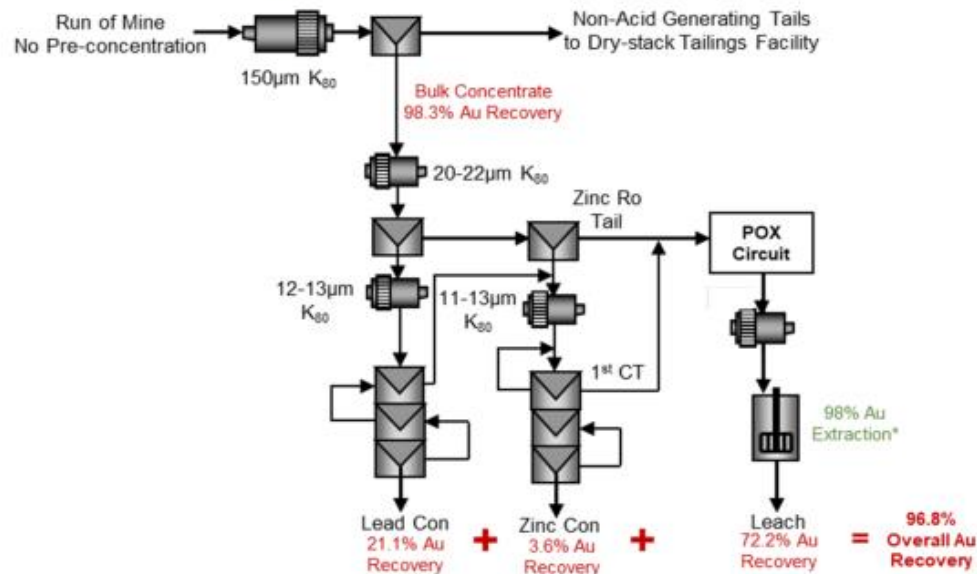 Run of Mine
No Pre-concentration
150µm K80
Non-Acid Generating Tails
to Dry-stack Tailings Facility
Bulk Concentrate
98.3% Au Recovery
20-22µm K80
Zinc Ro
Tail
POX
Circuit
12-13µm
K80
11-13µm
K80
1st CT
98% Au
Extraction*
Lead Con
21.1% Au
Recovery
+
Zinc Con
3.6% Au
Recovery
+
Leach
72.2% Au
Recovery
=
96.8%
Overall Au
Recovery